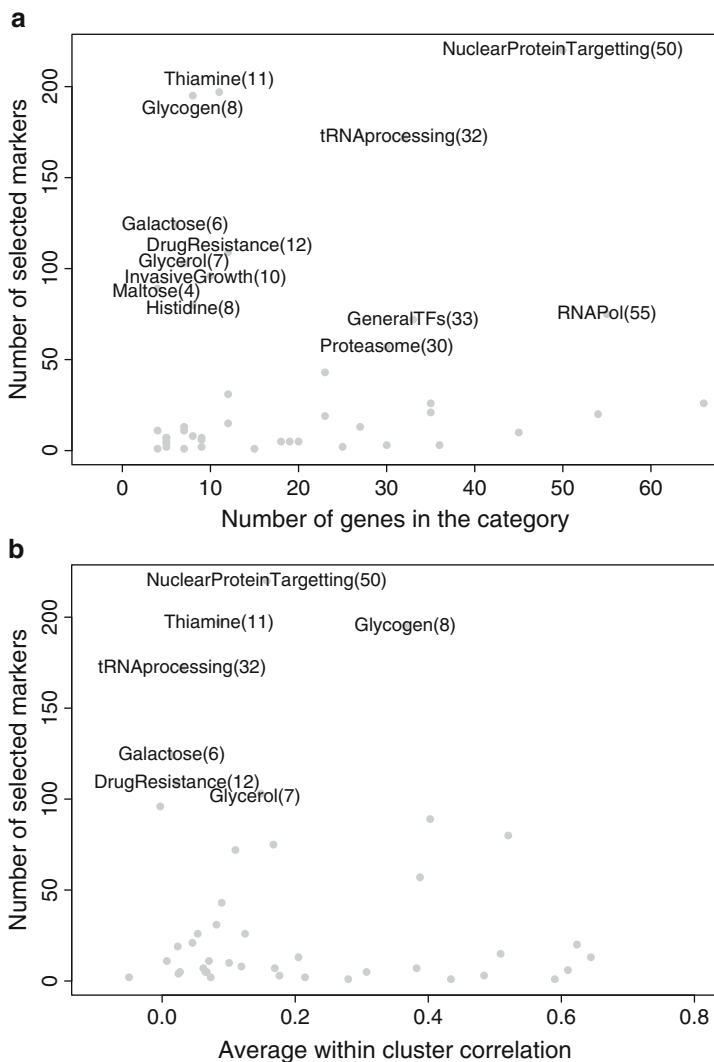 a
NuclearProteinTargetting(50)
Thiamine(11)
Glycogen(8)
tRNAprocessing(32)
Galactose(6)
DrugResistance(12)
Glycerol(7)
InvasiveGrowth(10)
Maltose(4)
Histidine(8)
GeneralTFs(33)
RNAPol(55)
Proteasome(30)
Number of selected markers
0
50
100
150
200
0
10
20
30
40
50
60
Number of genes in the category
b
NuclearProteinTargetting(50)
Thiamine(11)
Glycogen(8)
tRNAprocessing(32)
Galactose(6)
DrugResistance(12)
Glycerol(7)
Number of selected markers
0
50
100
150
200
0.0
0.2
0.4
0.6
0.8
Average within cluster correlation